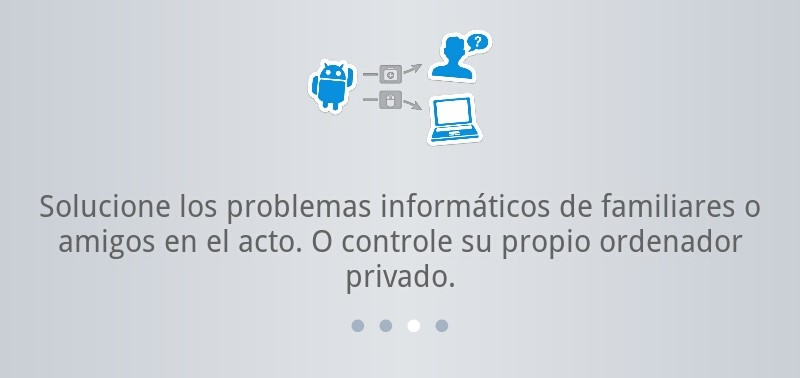 ?
Solucione los problemas informáticos de familiares o
amigos en el acto. O controle su propio ordenador
privado.